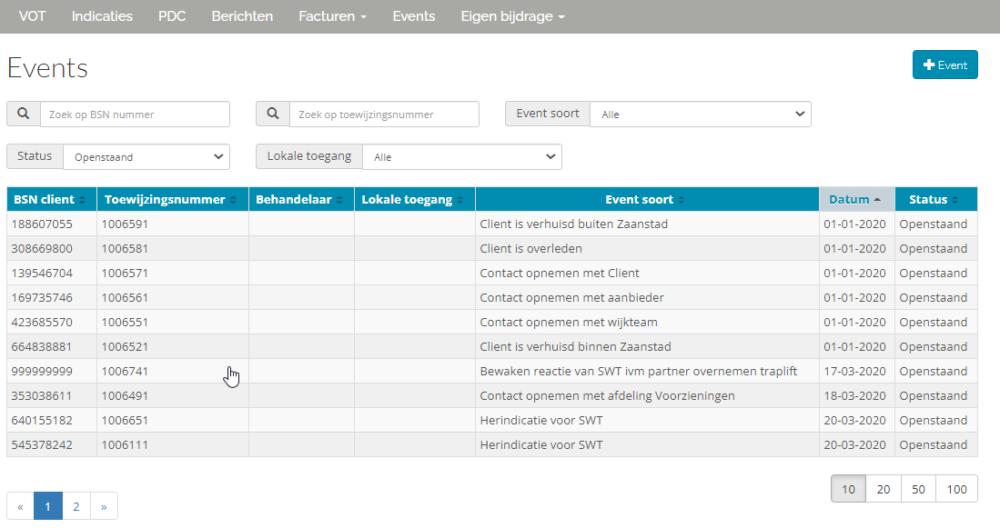 VOT Indicaties PDC Berichten Facturen Events Eigen bijdrage
Events
+ Event
Zoek op BSN nummer Zoek op toewijzingsnummer Event soort Alle
Status Openstaand Lokale toegang Alle
BSN client Toewijzingsnummer Behandelaar Lokale toegang Event soort Datum Status
188607055 1006591 Client is verhuisd buiten Zaanstad 01-01-2020 Openstaand
308669800 1006581 Client is overleden 01-01-2020 Openstaand
139546704 1006571 Contact opnemen met Client 01-01-2020 Openstaand
169735746 1006561 Contact opnemen met aanbieder 01-01-2020 Openstaand
423685570 1006551 Contact opnemen met wijkteam 01-01-2020 Openstaand
664838881 1006521 Client is verhuisd binnen Zaanstad 01-01-2020 Openstaand
999999999 1006741 Bewaken reactie van SWT ivm partner overnemen traplift 17-03-2020 Openstaand
353038611 1006491 Contact opnemen met afdeling Voorzieningen 18-03-2020 Openstaand
640155182 1006651 Herindicatie voor SWT 20-03-2020 Openstaand
545378242 1006111 Herindicatie voor SWT 20-03-2020 Openstaand
10 20 50 100
« 1 2 »